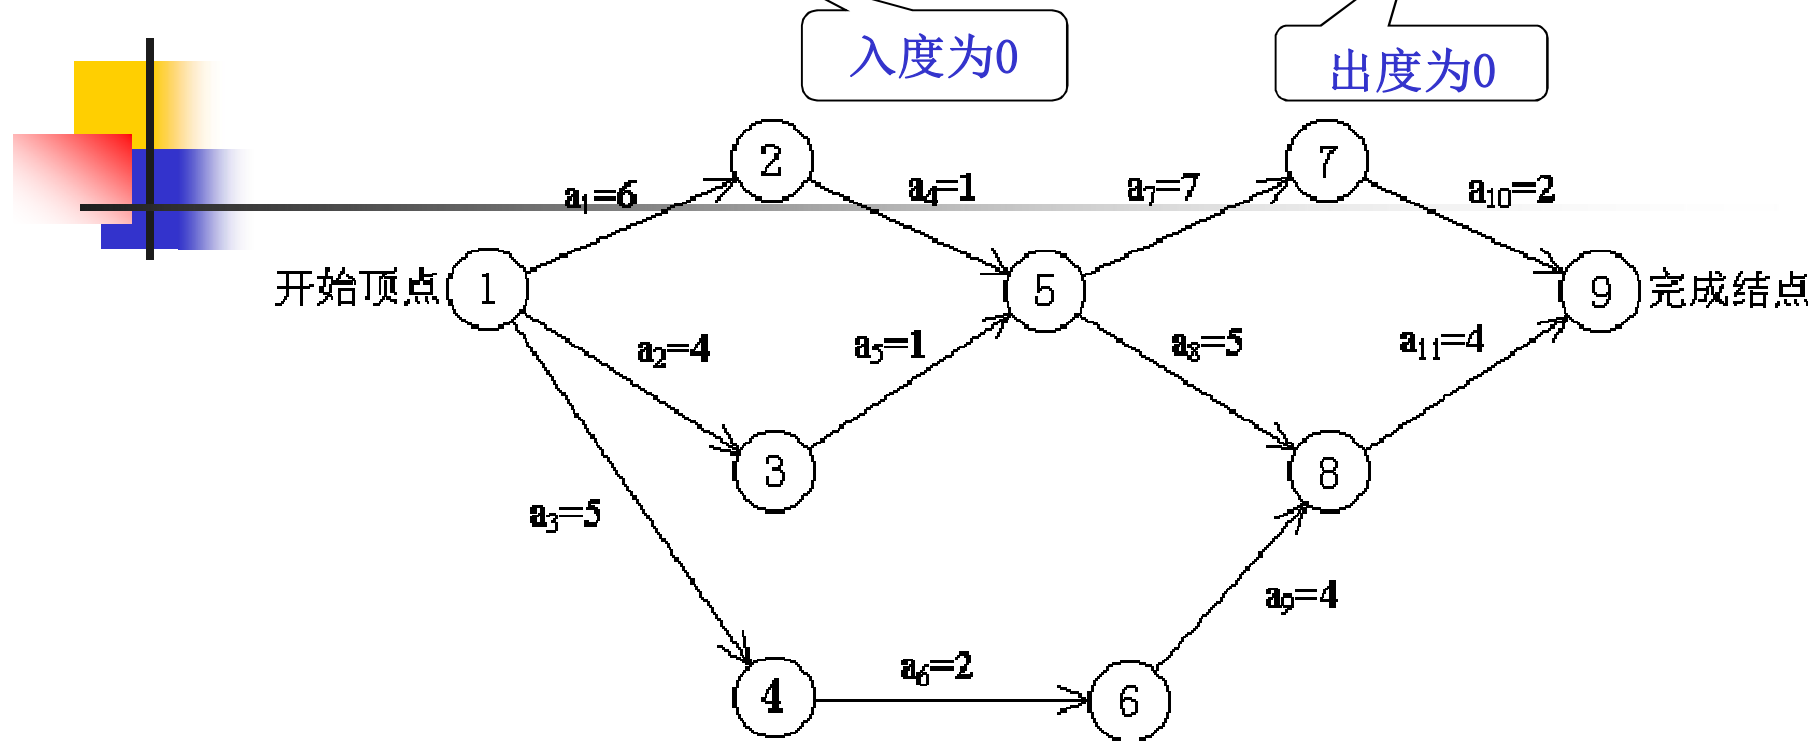 入度为0
出度为0
2
7
a1=6
a4=1
a7=7
a10=2
开始顶点
1
5
9
完成结点
a2=4
a5=1
a8=5
a11=4
3
8
a3=5
a9=4
a6=2
4
6